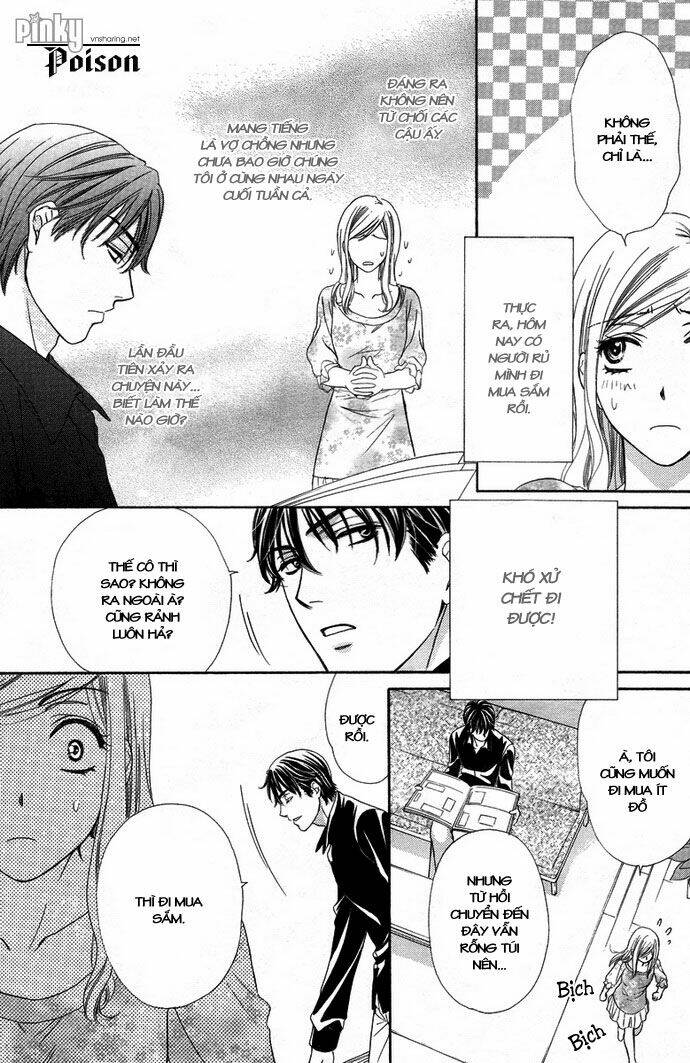 pinky
vnsharing.net
Poison
KHÔNG
PHẢI THẾ,
CHỈ LÀ...
THỰC
RA, HÔM
NAY CÓ
NGƯỜI RỦ
MÌNH ĐI
MUA SẮM
RỒI.
ĐÁNG RA
KHÔNG NÊN
TỪ CHỐI CÁC
CẬU ẤY
MANG TIẾNG
LÀ VỢ CHỒNG NHƯNG
CHƯA BAO GIỜ CHÚNG
TÔI Ở CÙNG NHAU NGÀY
CUỐI TUẦN CẢ.
LẦN ĐẦU
TIÊN XẢY RA
CHUYỆN NÀY...
BIẾT LÀM THẾ
NÀO GIỜ?
KHÓ XỬ
CHẾT ĐI
ĐƯỢC!
THẾ CÔ THÌ
SAO? KHÔNG
RA NGOÀI À?
CŨNG RẢNH
LUÔN HẢ?
À, TÔI
CŨNG MUỐN
ĐI MUA ÍT
ĐỒ
NHƯNG
TỪ HỒI
CHUYỂN ĐẾN
ĐÂY VẪN
RỖNG TÚI
NÊN...
BỊCH
BỊCH
ĐƯỢC
RỒI.
THÌ ĐI MUA
SẮM.